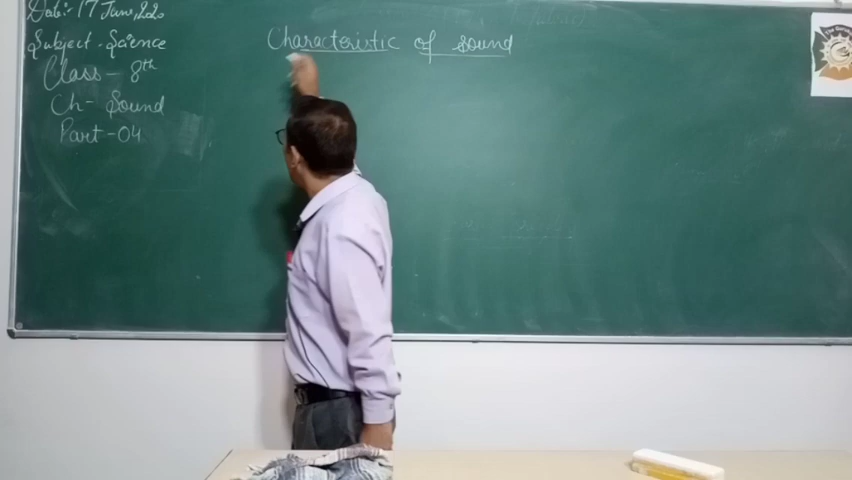 Date:- 17 June, 2020
Subject - Science
Class - 8th
Ch - Sound
Part - 04
Characteristic of sound